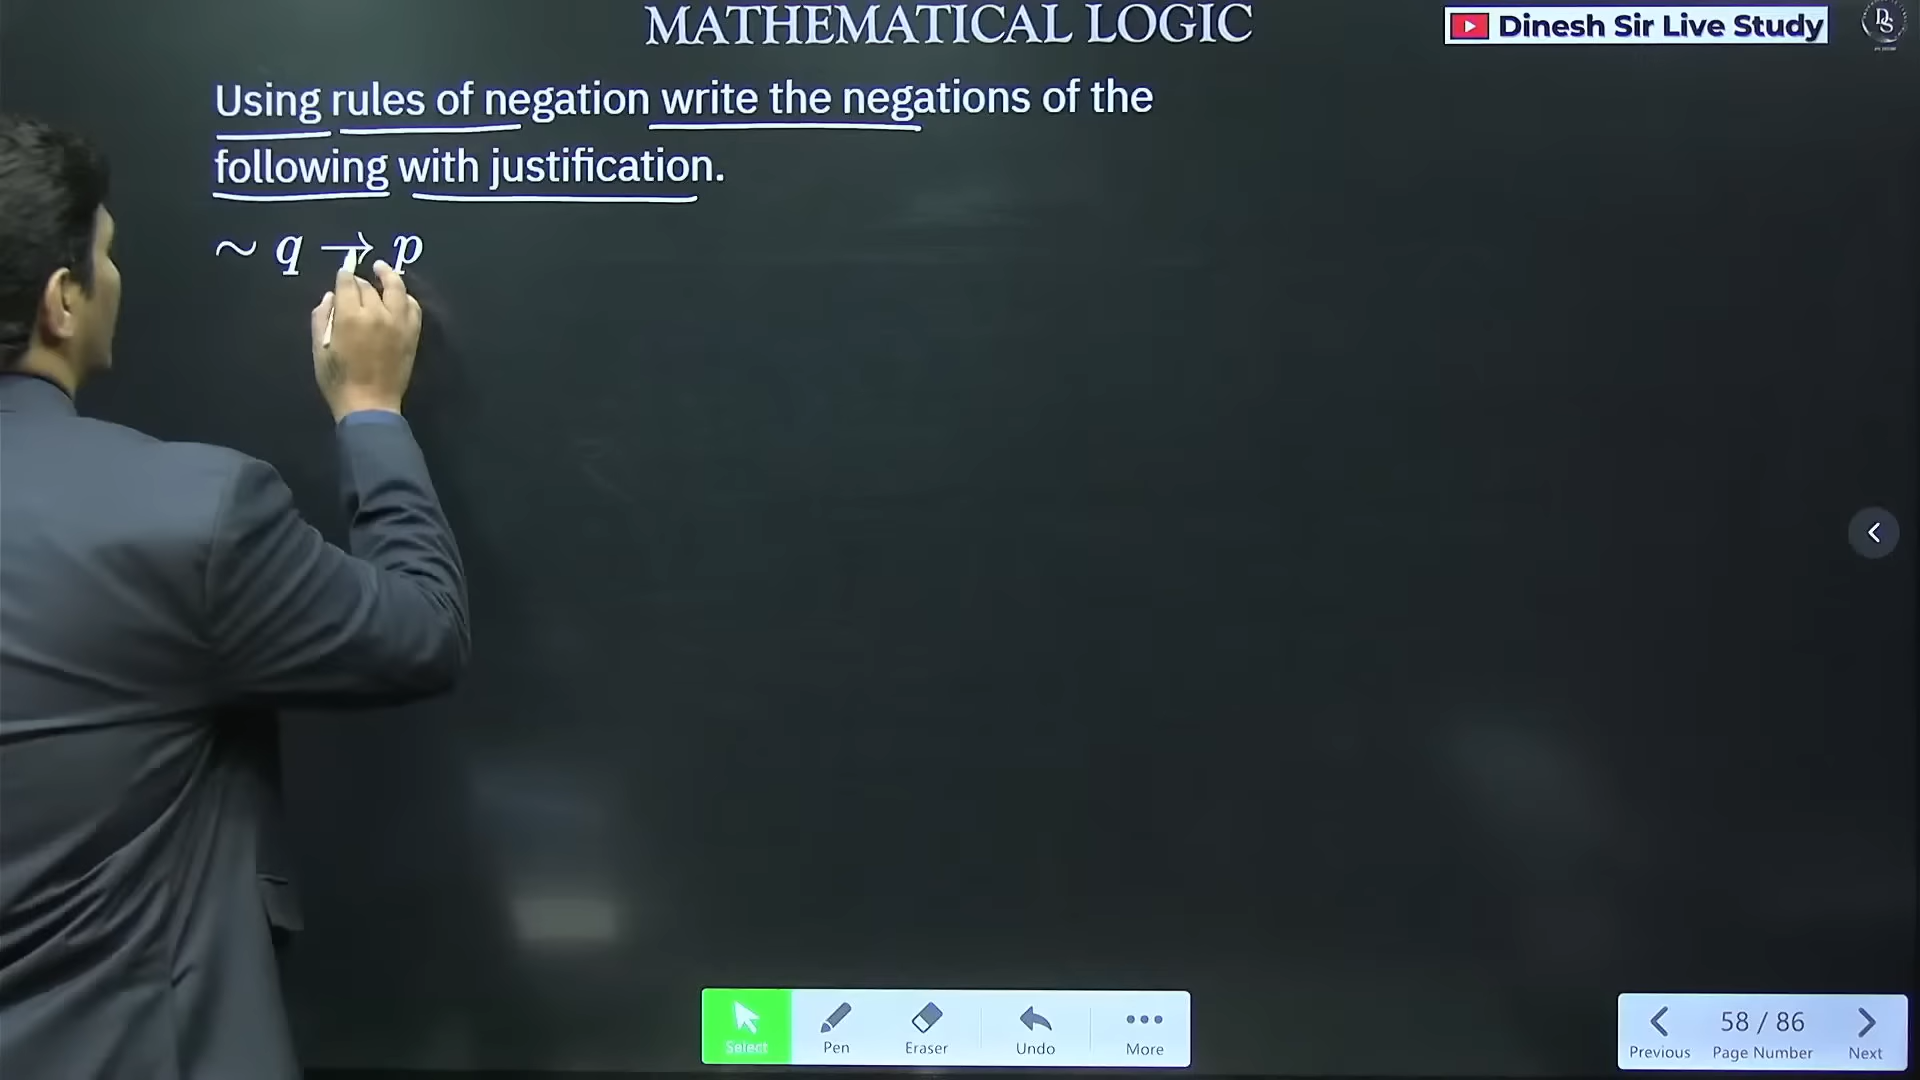 MATHEMATICAL LOGIC
Dinesh Sir Live Study
DS
Using rules of negation write the negations of the
following with justification.
∼ q → p
Select
Pen
Eraser
Undo
More
58 / 86
Previous
Page Number
Next